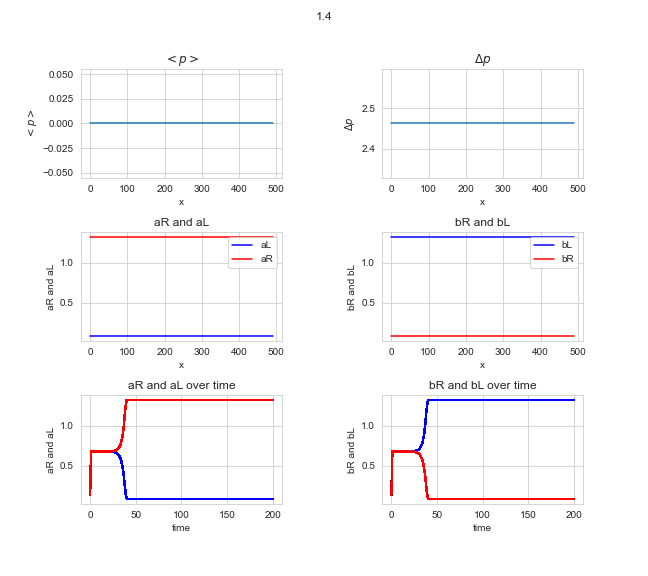 1.4
< p >
Δp
0.050
0.025
0.000
−0.025
−0.050
< p >
0 100 200 300 400 500
x
2.5
2.4
Δp
0 100 200 300 400 500
x
aR and aL
bR and bL
1.0
0.5
aR and aL
aL
aR
0 100 200 300 400 500
x
1.0
0.5
bR and bL
bL
bR
0 100 200 300 400 500
x
aR and aL over time
bR and bL over time
1.0
0.5
aR and aL
0 50 100 150 200
time
1.0
0.5
bR and bL
0 50 100 150 200
time